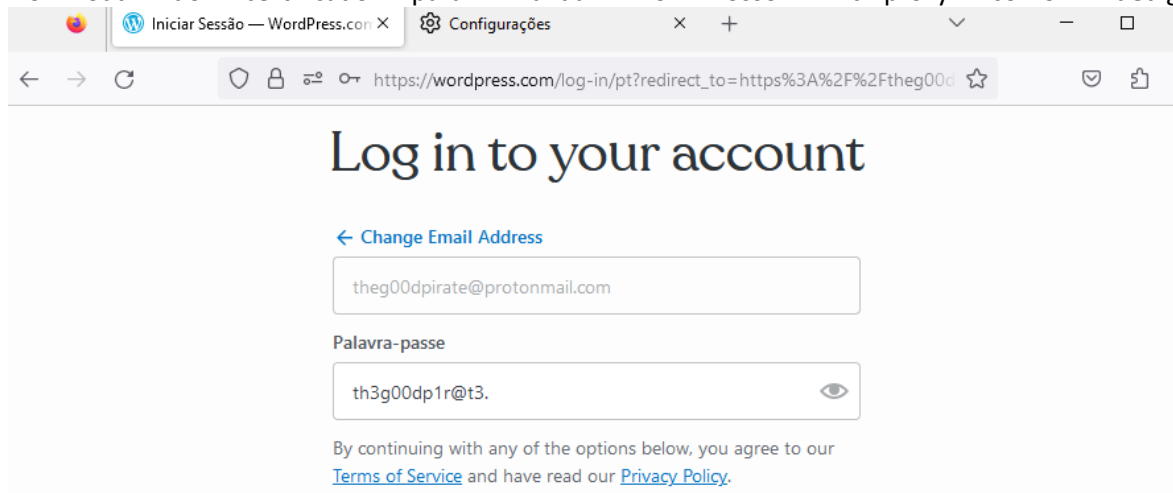 Iniciar Sessão — WordPress.com
Configurações
https://wordpress.com/log-in/pt?redirect_to=https%3A%2F%2Ftheg00d
Log in to your account
← Change Email Address
theg00dpirate@protonmail.com
Palavra-passe
th3g00dp1r@t3.
By continuing with any of the options below, you agree to our
Terms of Service and have read our Privacy Policy.